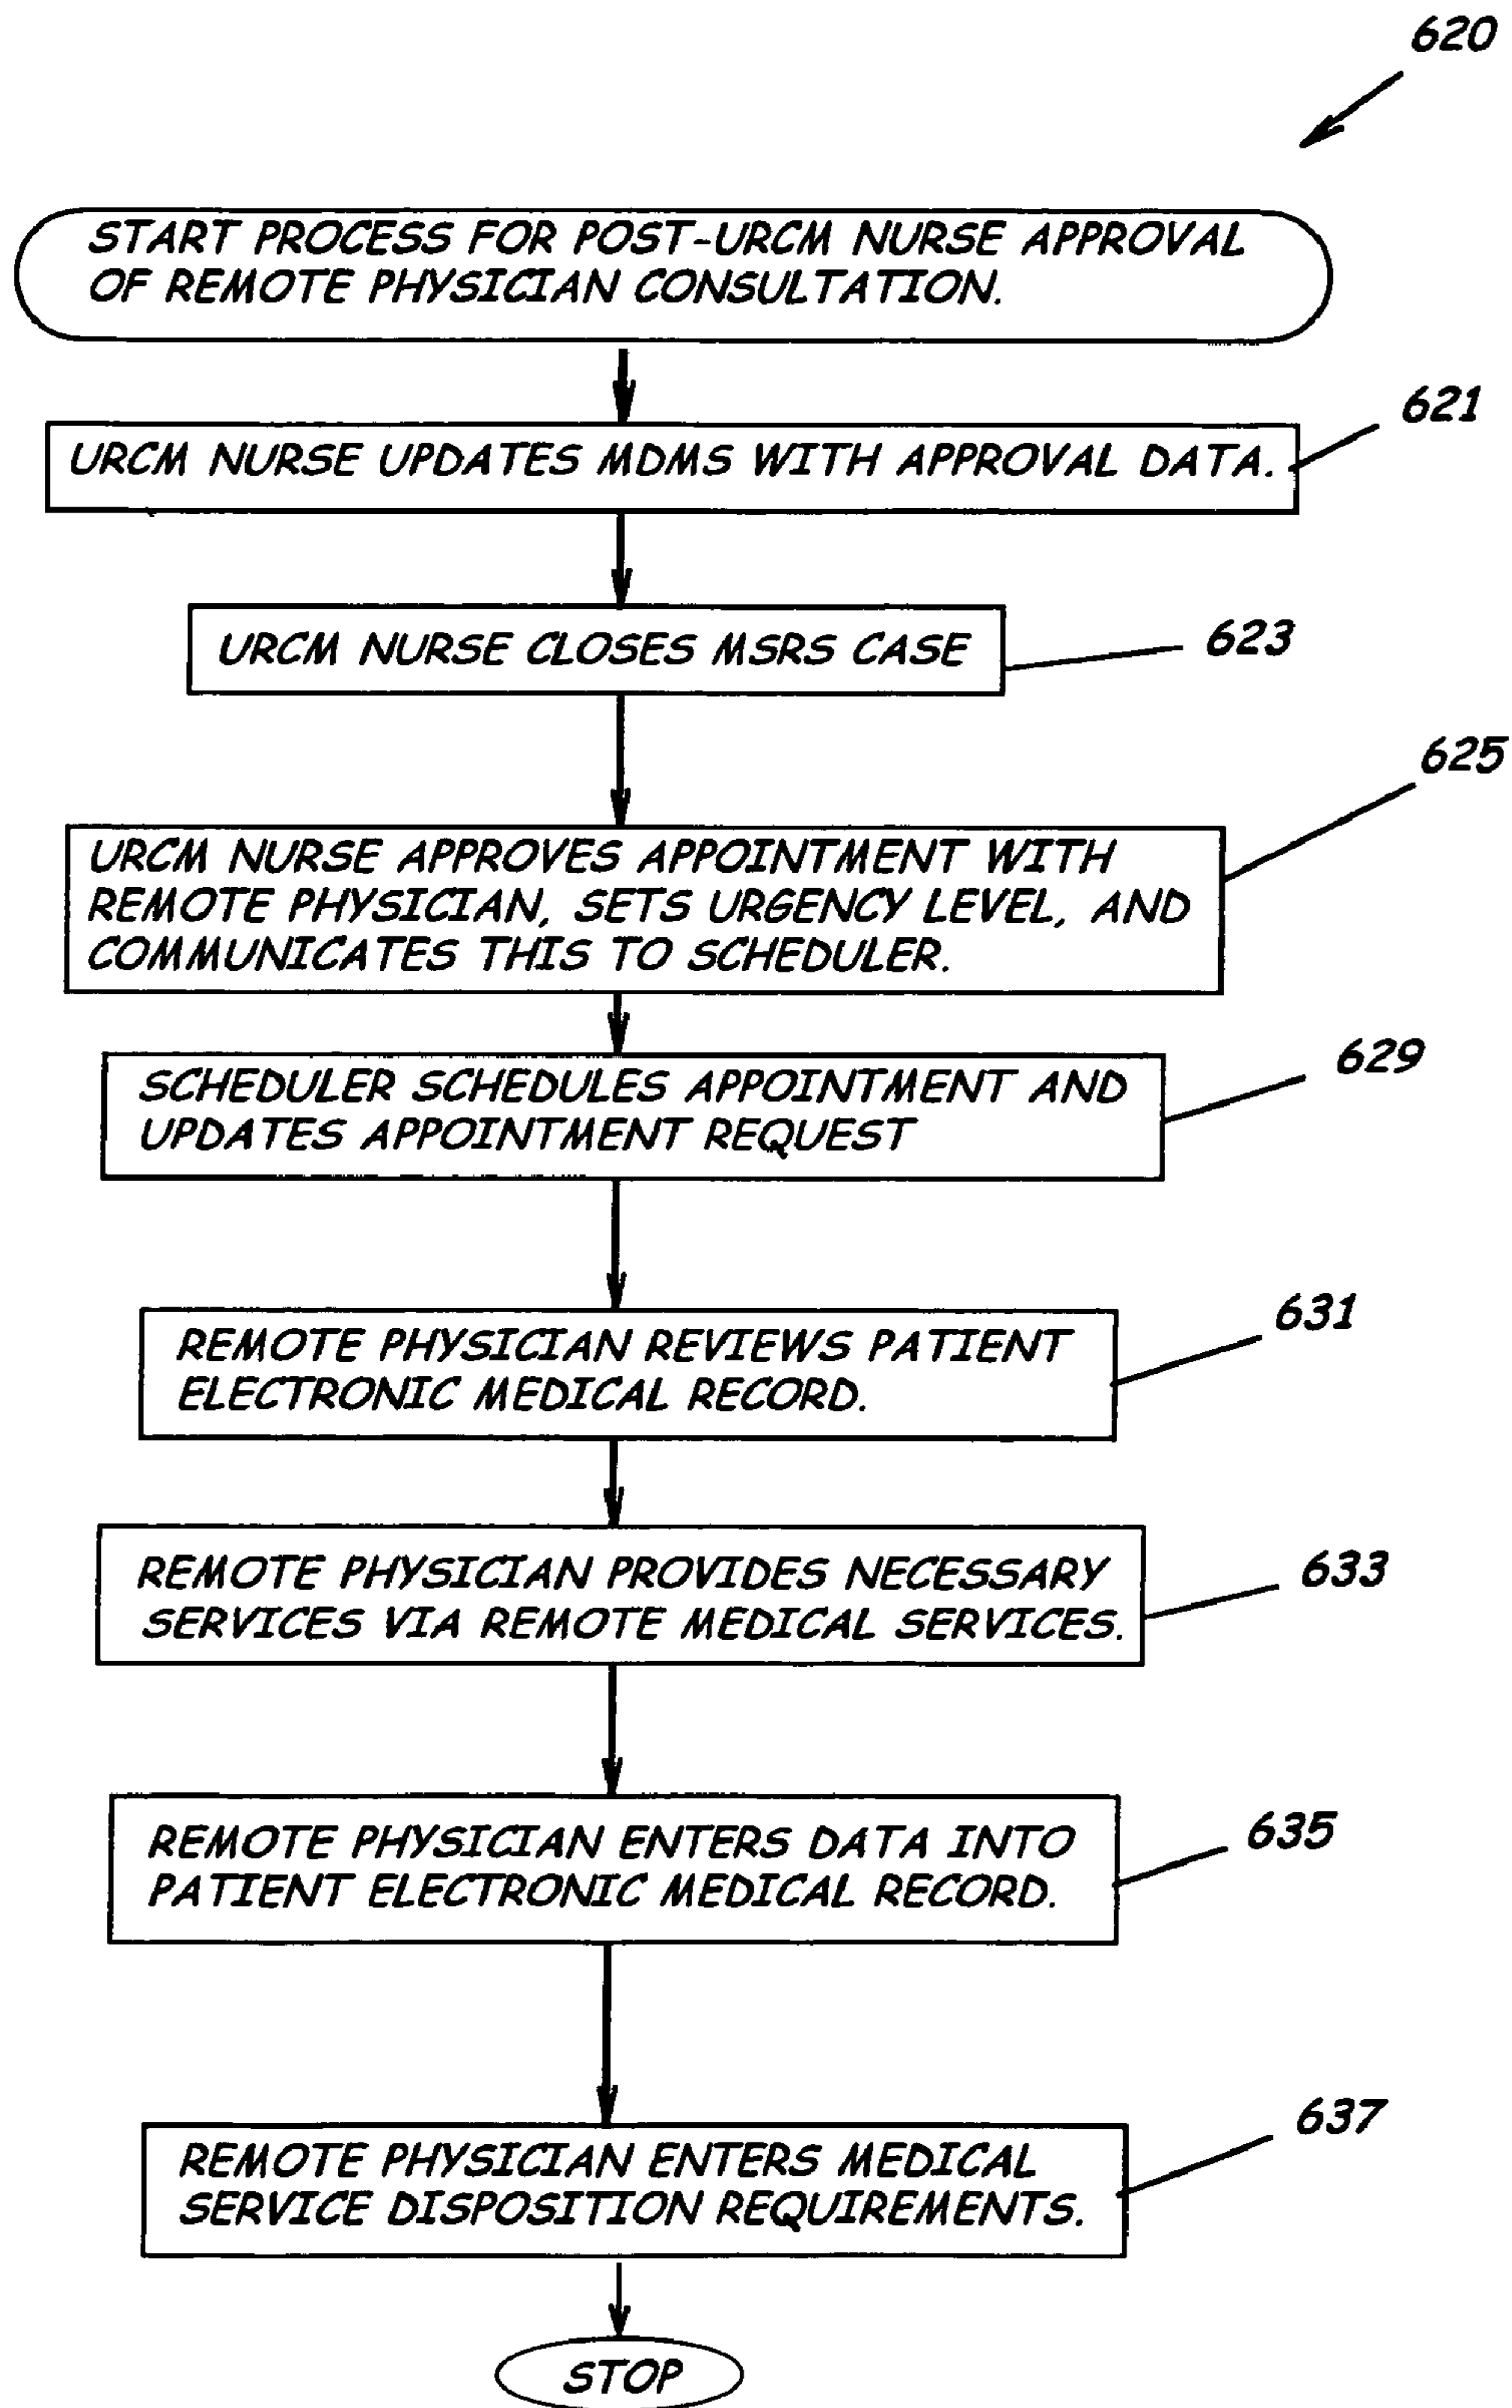 620
START PROCESS FOR POST-URCM NURSE APPROVAL
OF REMOTE PHYSICIAN CONSULTATION.
621
URCM NURSE UPDATES MDMS WITH APPROVAL DATA.
623
URCM NURSE CLOSES MSRS CASE
625
URCM NURSE APPROVES APPOINTMENT WITH
REMOTE PHYSICIAN, SETS URGENCY LEVEL, AND
COMMUNICATES THIS TO SCHEDULER.
629
SCHEDULER SCHEDULES APPOINTMENT AND
UPDATES APPOINTMENT REQUEST
631
REMOTE PHYSICIAN REVIEWS PATIENT
ELECTRONIC MEDICAL RECORD.
633
REMOTE PHYSICIAN PROVIDES NECESSARY
SERVICES VIA REMOTE MEDICAL SERVICES.
635
REMOTE PHYSICIAN ENTERS DATA INTO
PATIENT ELECTRONIC MEDICAL RECORD.
637
REMOTE PHYSICIAN ENTERS MEDICAL
SERVICE DISPOSITION REQUIREMENTS.
STOP